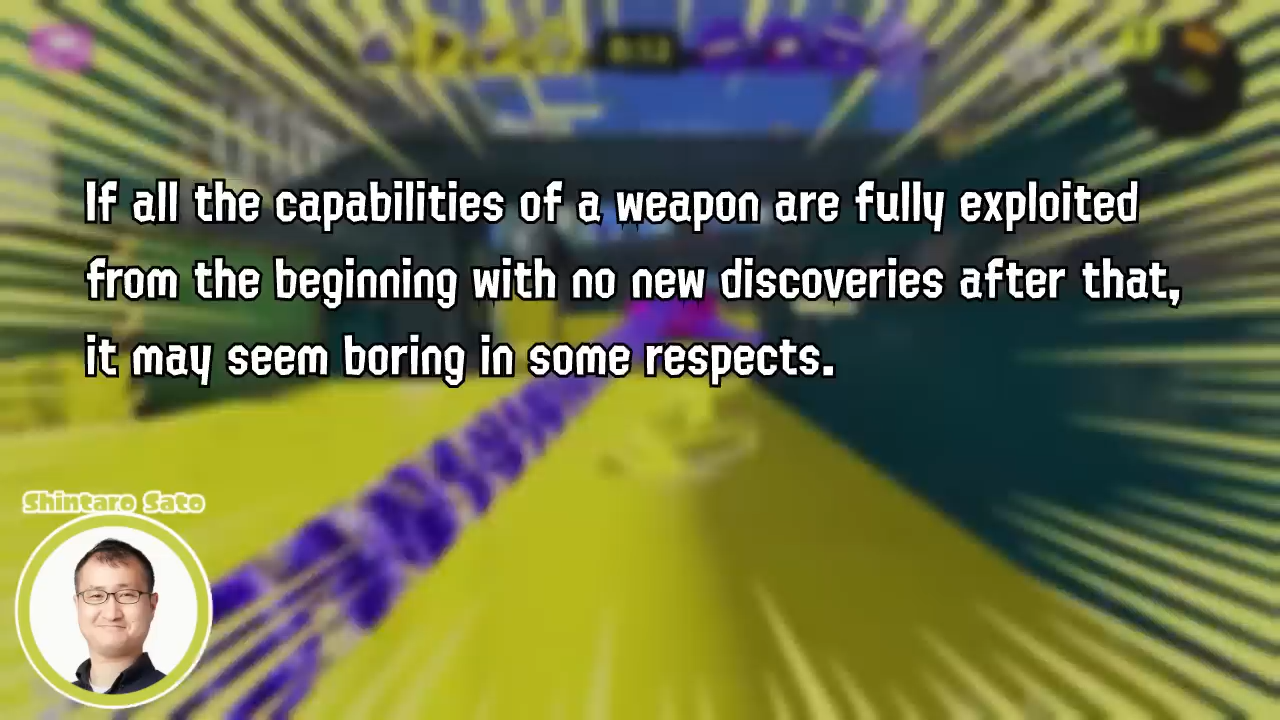 If all the capabilities of a weapon are fully exploited
from the beginning with no new discoveries after that,
it may seem boring in some respects.
Shintaro Sato